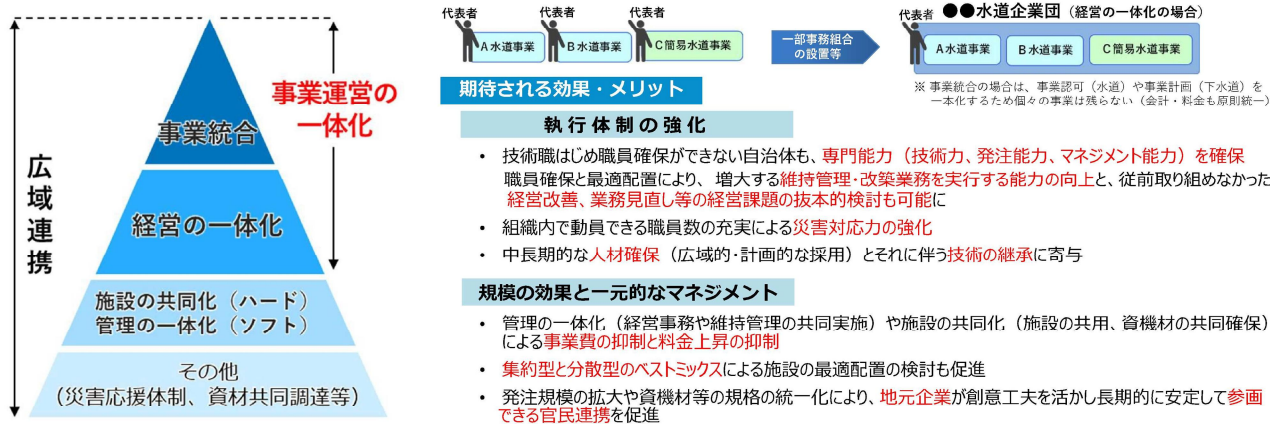 広域連携
事業運営の
一体化
事業統合
経営の一体化
施設の共同化（ハード）
管理の一体化（ソフト）
その他
（災害応援体制、資材共同調達等）
代表者
代表者
代表者
A水道事業
B水道事業
C簡易水道事業
一部事務組合
の設置等
代表者
●●水道企業団（経営の一体化の場合）
A水道事業
B水道事業
C簡易水道事業
※ 事業統合の場合は、事業認可（水道）や事業計画（下水道）を
一本化するため個々の事業は残らない（会計・料金も原則統一）
期待される効果・メリット
執行体制の強化
• 技術職はじめ職員確保ができない自治体も、専門能力（技術力、発注能力、マネジメント能力）を確保
職員確保と最適配置により、増大する維持管理・改築業務を実行する能力の向上と、従前取り組めなかった
経営改善、業務見直し等の経営課題の抜本的検討も可能に
• 組織内で動員できる職員数の充実による災害対応力の強化
• 中長期的な人材確保（広域的・計画的な採用）とそれに伴う技術の継承に寄与
規模の効果と一元的なマネジメント
• 管理の一体化（経営事務や維持管理の共同実施）や施設の共同化（施設の共用、資機材の共同確保）
による事業費の抑制と料金上昇の抑制
• 集約型と分散型のベストミックスによる施設の最適配置の検討も促進
• 発注規模の拡大や資機材等の規格の統一化により、地元企業が創意工夫を活かし長期的に安定して参画
できる官民連携を促進